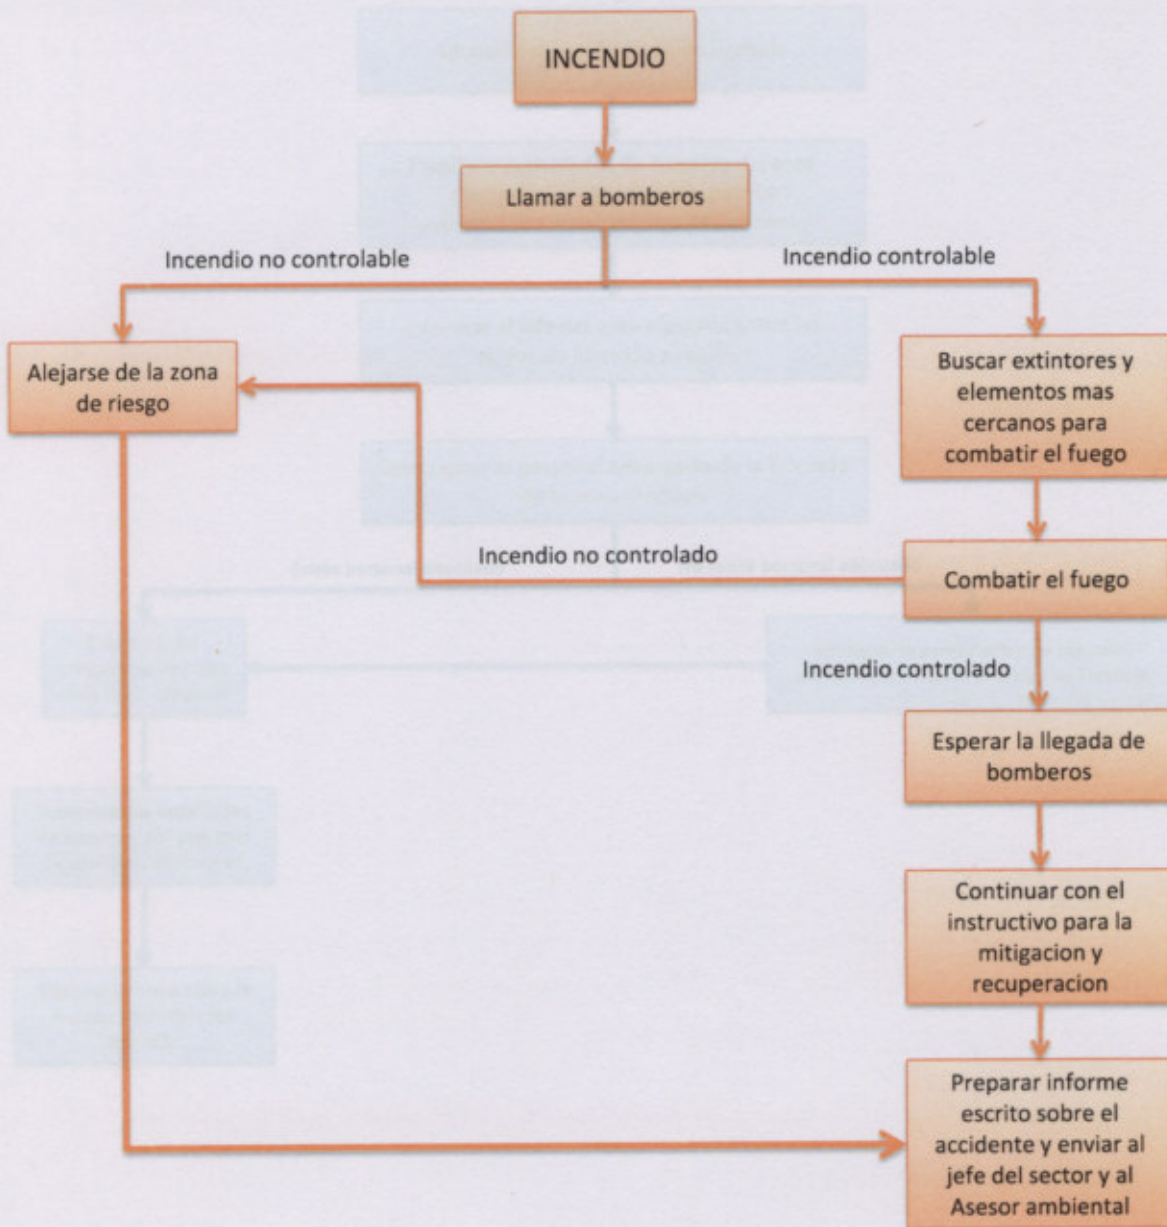 INCENDIO
Llamar a bomberos
Incendio no controlable
Incendio controlable
Alejarse de la zona
de riesgo
Buscar extintores y
elementos mas
cercanos para
combatir el fuego
Incendio no controlado
Combatir el fuego
Incendio controlado
Esperar la llegada de
bomberos
Continuar con el
instructivo para la
mitigacion y
recuperacion
Preparar informe
escrito sobre el
accidente y enviar al
jefe del sector y al
Asesor ambiental